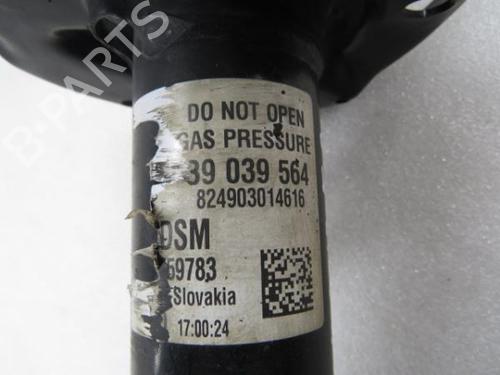 B-PARTS
DO NOT OPEN
GAS PRESSURE
39 039 564
824903014616
DSM
59783
Slovakia
17:00:24